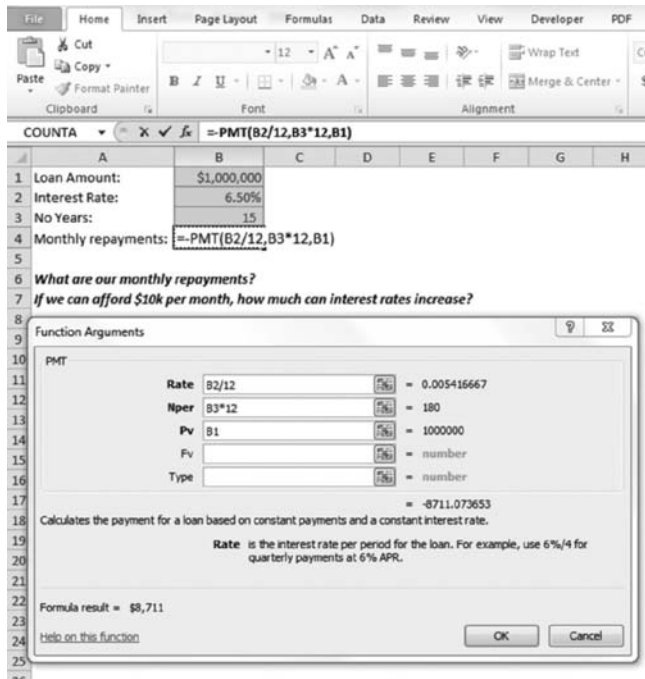 File Home Insert Page Layout Formulas Data Review View Developer PDF
Cut
Copy
Format Painter
Paste
12 A A
B I U A
Wrap Text
Merge & Center
Clipboard Font Alignment
COUNTA fx =-PMT(B2/12,B3*12,B1)
A B C D E F G H
1 Loan Amount: $1,000,000
2 Interest Rate: 6.50%
3 No Years: 15
4 Monthly repayments: =-PMT(B2/12,B3*12,B1)
5
6 What are our monthly repayments?
7 If we can afford $10k per month, how much can interest rates increase?
8
9 Function Arguments
10 PMT
11 Rate B2/12 = 0.005416667
12 Nper B3*12 = 180
13 Pv B1 = 1000000
14
15 Fv = number
16 Type = number
17 = -8711.073653
18 Calculates the payment for a loan based on constant payments and a constant interest rate.
19 Rate is the interest rate per period for the loan. For example, use 6%/4 for
20 quarterly payments at 6% APR.
21
22 Formula result = $8,711
23
24 Help on this function OK Cancel
25